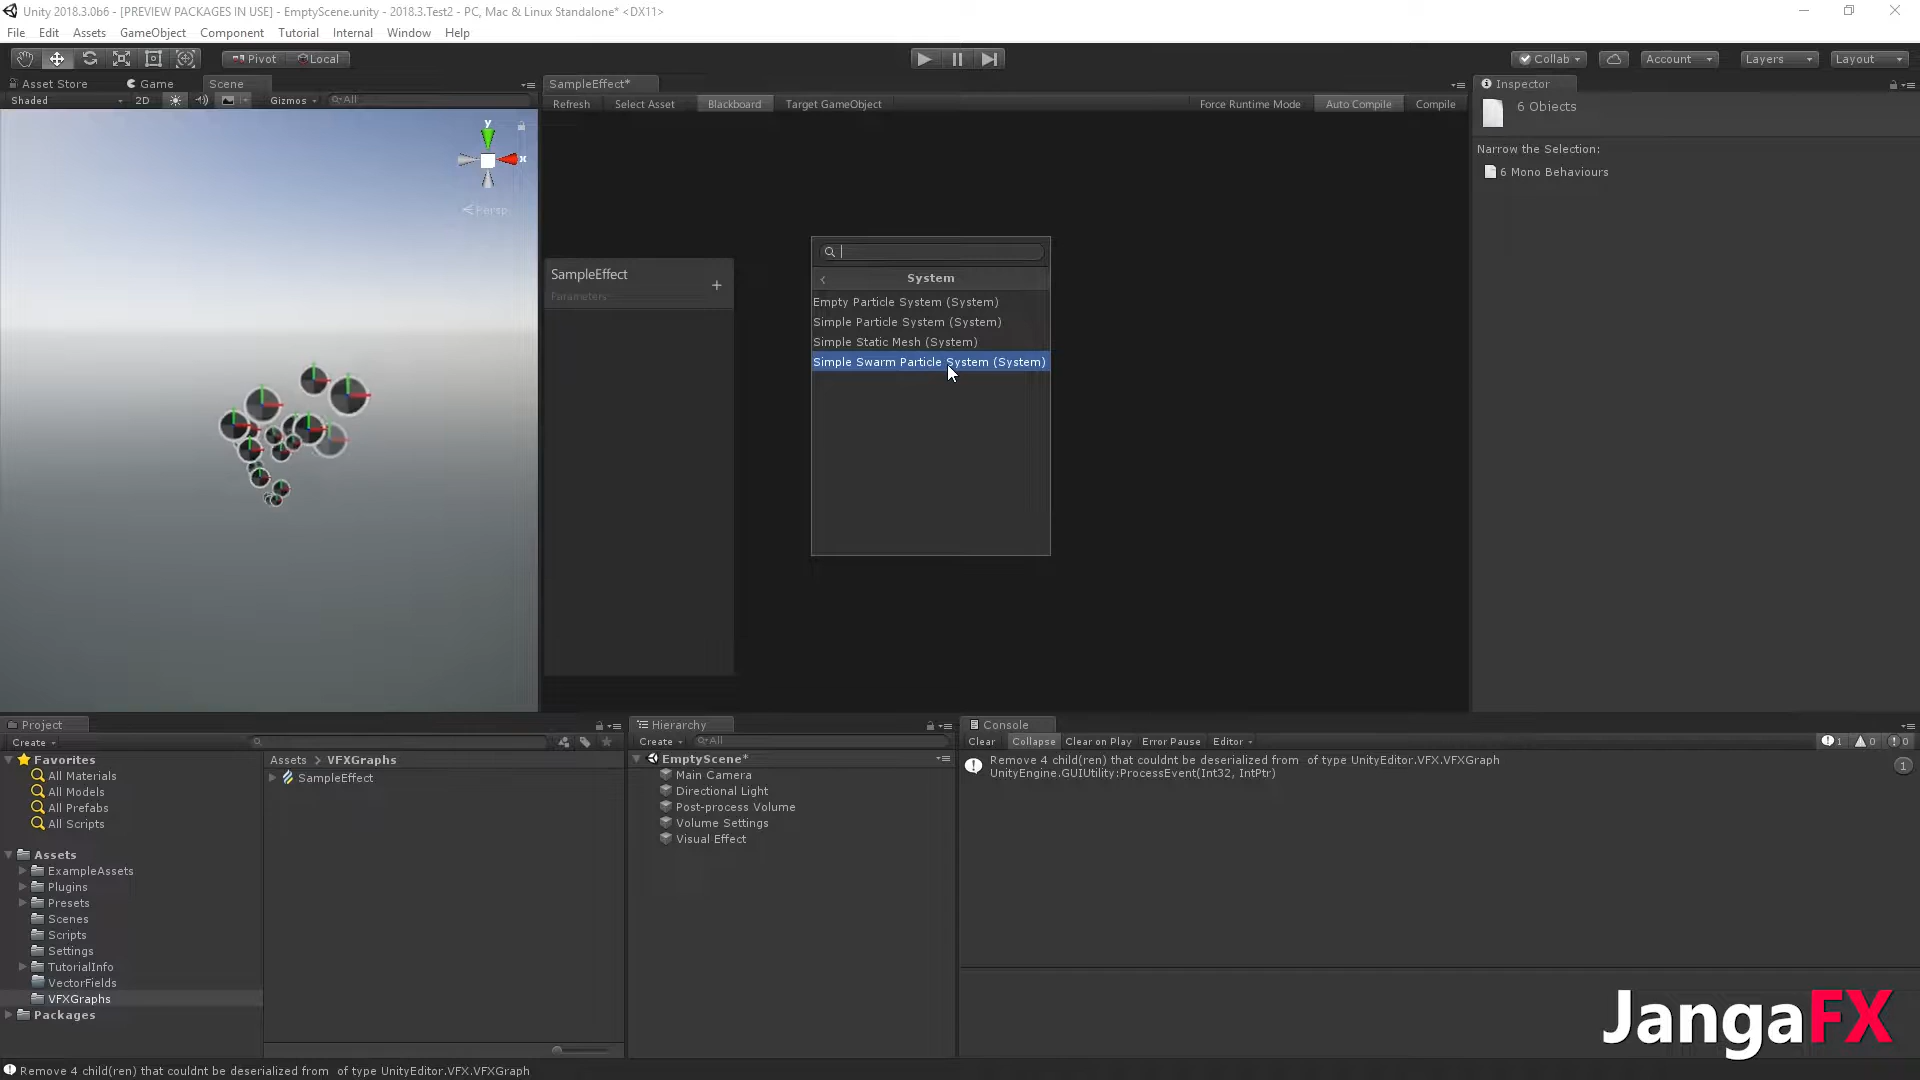 Unity 2018.3.0b6 - [PREVIEW PACKAGES IN USE] - EmptyScene.unity - 2018.3.Test2 - PC, Mac & Linux Standalone* <DX11>
File Edit Assets GameObject Component Tutorial Internal Window Help
Pivot Local Collab Account Layers Layout
Asset Store Game Scene SampleEffect* Inspector
Shaded 2D Gizmos All Refresh Select Asset Blackboard Target GameObject Force Runtime Mode Auto Compile Compile
6 Objects
Narrow the Selection:
6 Mono Behaviours
y
x
Persp
SampleEffect
Parameters
System
Empty Particle System (System)
Simple Particle System (System)
Simple Static Mesh (System)
Simple Swarm Particle System (System)
Project
Create
Favorites
All Materials
All Models
All Prefabs
All Scripts
Assets
ExampleAssets
Plugins
Presets
Scenes
Scripts
Settings
TutorialInfo
VectorFields
VFXGraphs
Packages
Assets > VFXGraphs
SampleEffect
Hierarchy
Create All
EmptyScene*
Main Camera
Directional Light
Post-process Volume
Volume Settings
Visual Effect
Console
Clear Collapse Clear on Play Error Pause Editor 1 0 0
Remove 4 child(ren) that couldnt be deserialized from of type UnityEditor.VFX.VFXGraph
UnityEngine.GUIUtility:ProcessEvent(Int32, IntPtr)
1
JangaFX
Remove 4 child(ren) that couldnt be deserialized from of type UnityEditor.VFX.VFXGraph